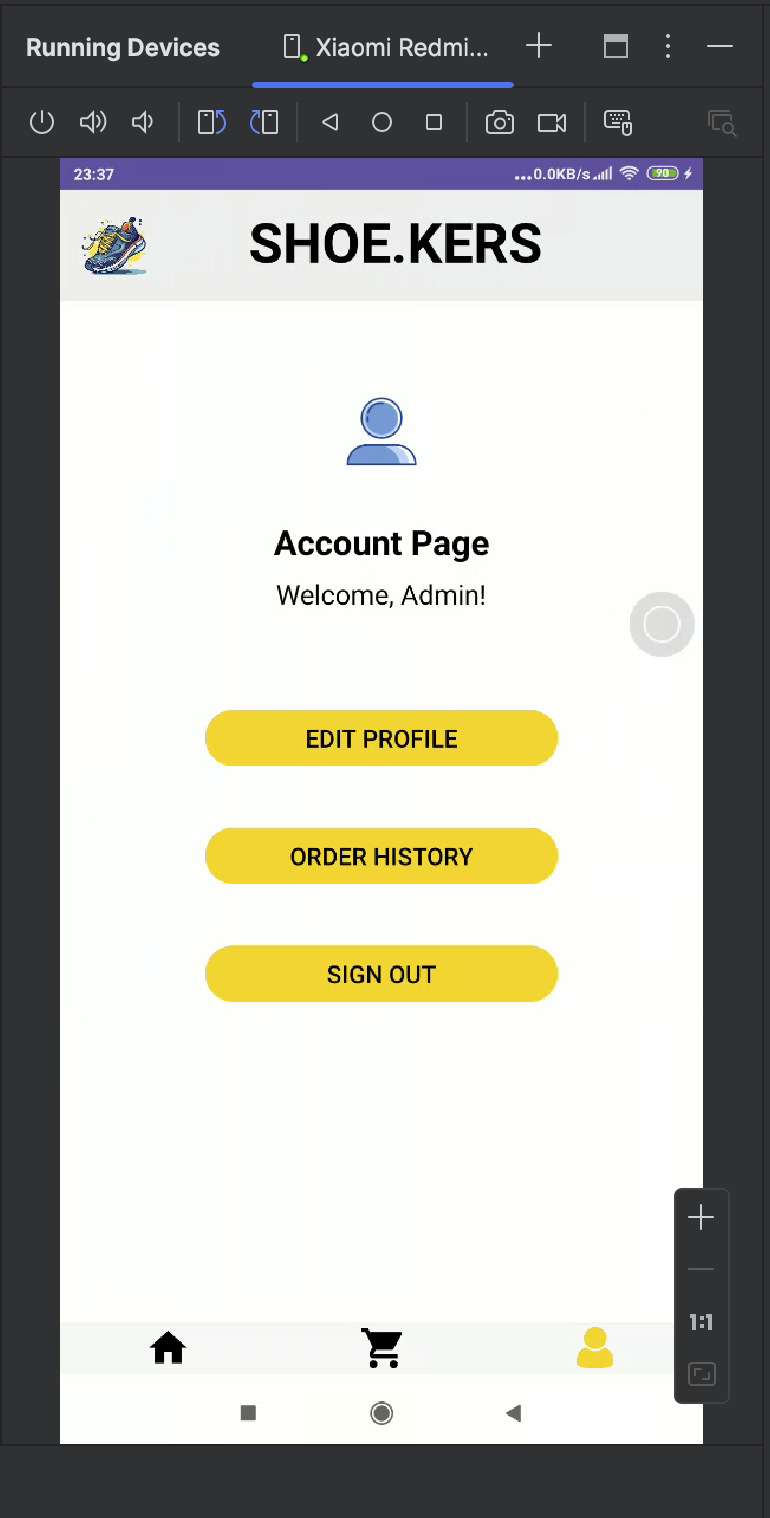 Running Devices
Xiaomi Redmi...
23:37
...0.0KB/s
90
SHOE.KERS
Account Page
Welcome, Admin!
EDIT PROFILE
ORDER HISTORY
SIGN OUT
1:1